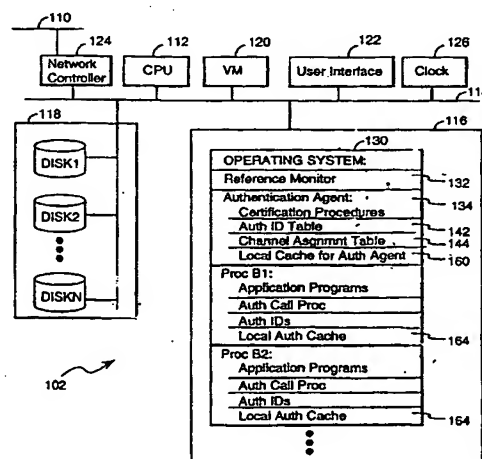 110
124
112
120
122
126
Network Controller
CPU
VM
User Interface
Clock
118
116
DISK1
DISK2
DISKN
102
130
OPERATING SYSTEM:
Reference Monitor
132
Authentication Agent:
134
Certification Procedures
Auth ID Table
142
Channel Asgnmt Table
144
Local Cache for Auth Agent
160
Proc B1:
Application Programs
Auth Call Proc
Auth IDs
Local Auth Cache
164
Proc B2:
Application Programs
Auth Call Proc
Auth IDs
Local Auth Cache
164